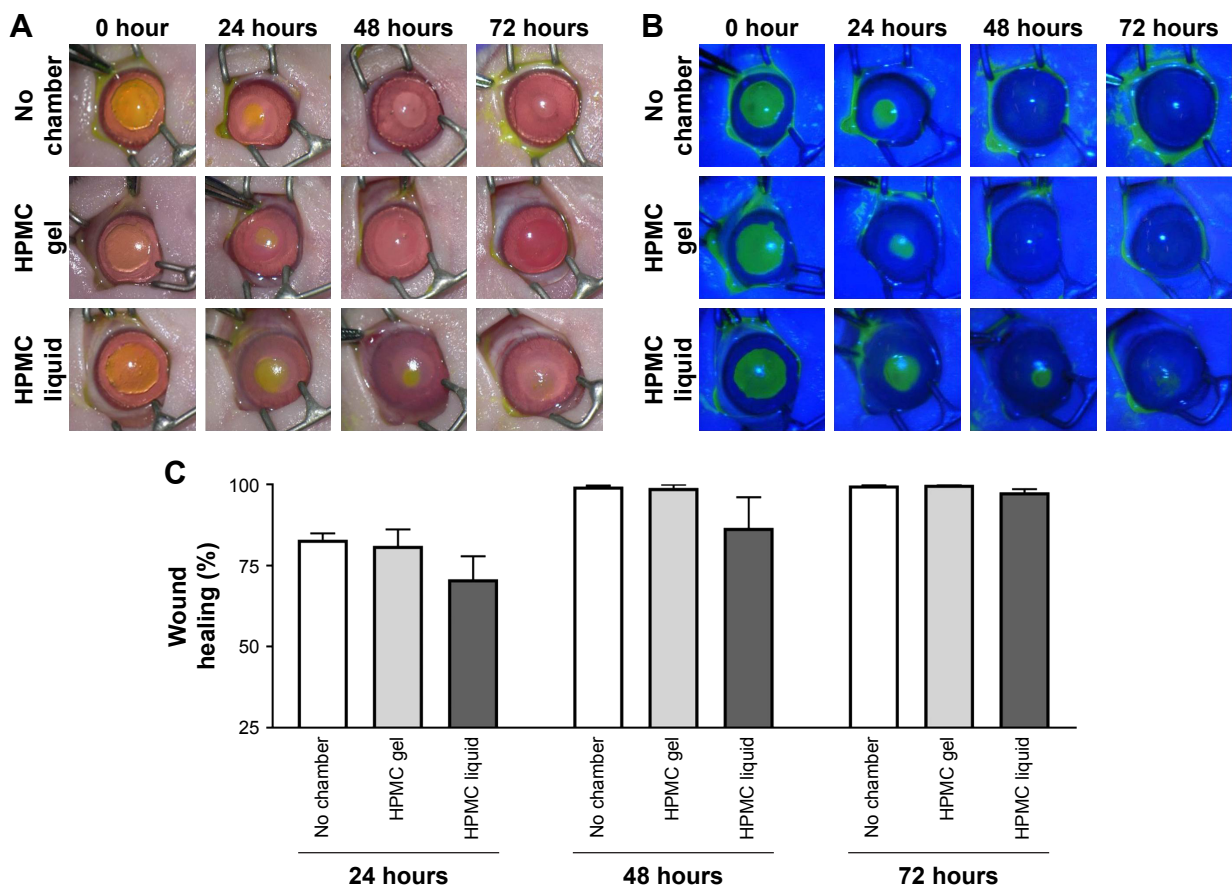 A
0 hour 24 hours 48 hours 72 hours
No
chamber
HPMC
gel
HPMC
liquid
B
0 hour 24 hours 48 hours 72 hours
No
chamber
HPMC
gel
HPMC
liquid
C
Wound
healing (%)
100
75
50
25
No chamber
HPMC gel
HPMC liquid
No chamber
HPMC gel
HPMC liquid
No chamber
HPMC gel
HPMC liquid
24 hours 48 hours 72 hours